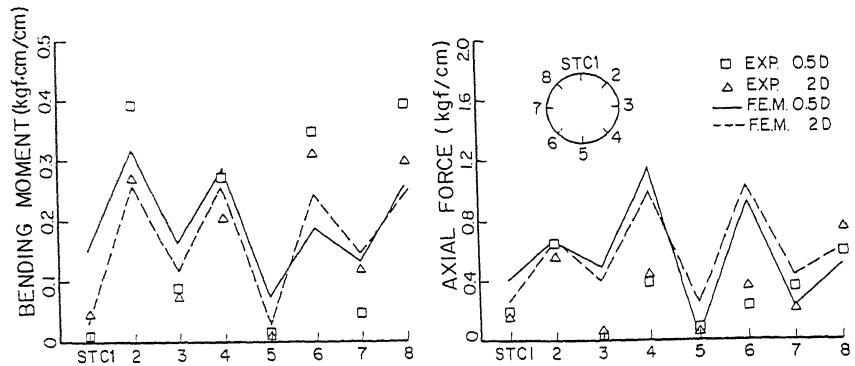 BENDING MOMENT (kgf.cm/cm)
0.5
0.4
0.3
0.2
0.1
0
STC1 2 3 4 5 6 7 8
AXIAL FORCE (kgf/cm)
2.0
1.6
1.2
0.8
0.4
0
STC1 2 3 4 5 6 7 8
STC1
2
3
4
5
6
7
8
EXP. 0.5D
EXP. 2D
F.E.M. 0.5D
F.E.M. 2D